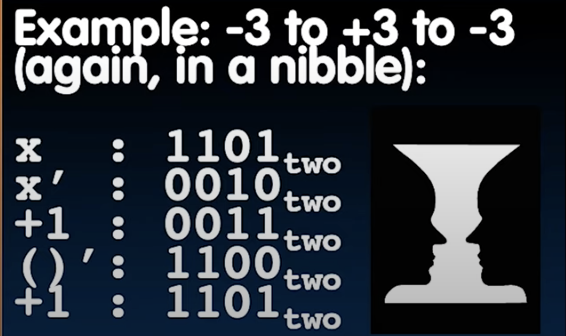 Example: -3 to +3 to -3
(again, in a nibble):
x : 1101two
x′ : 0010two
+1 : 0011two
()′: 1100two
+1 : 1101two